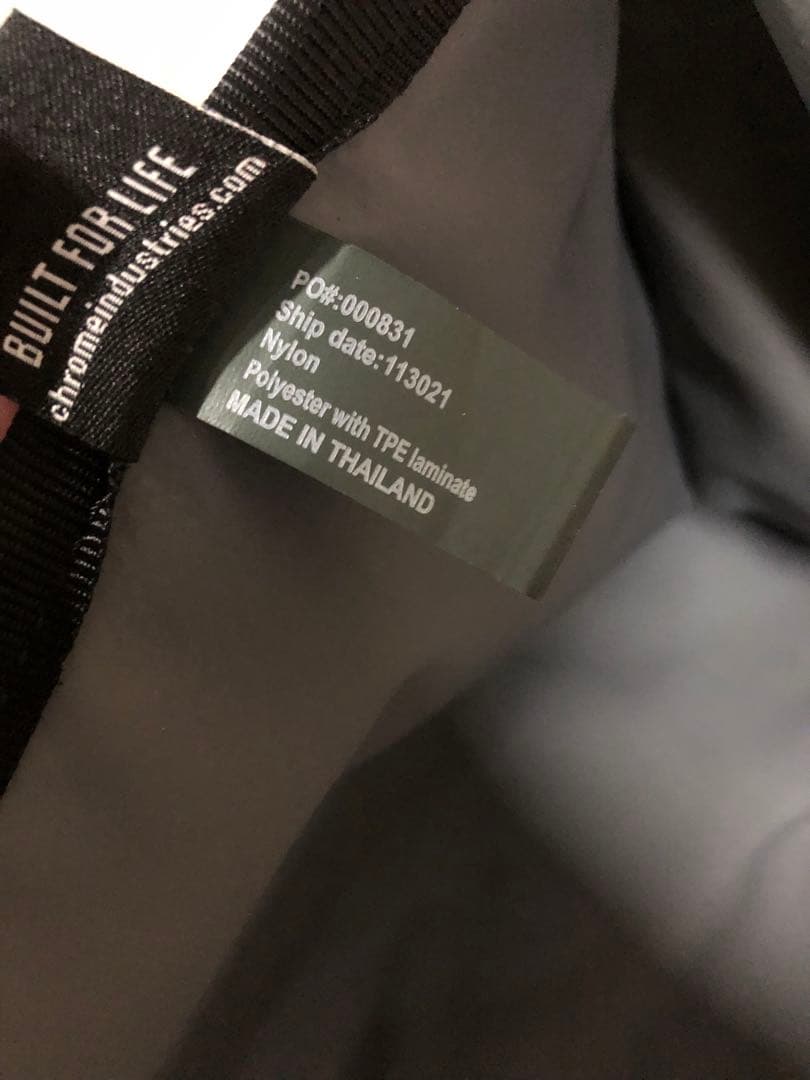 BUILT FOR LIFE
chromeindustries.com
PO#:000831
Ship date:113021
Nylon
Polyester with TPE laminate
MADE IN THAILAND